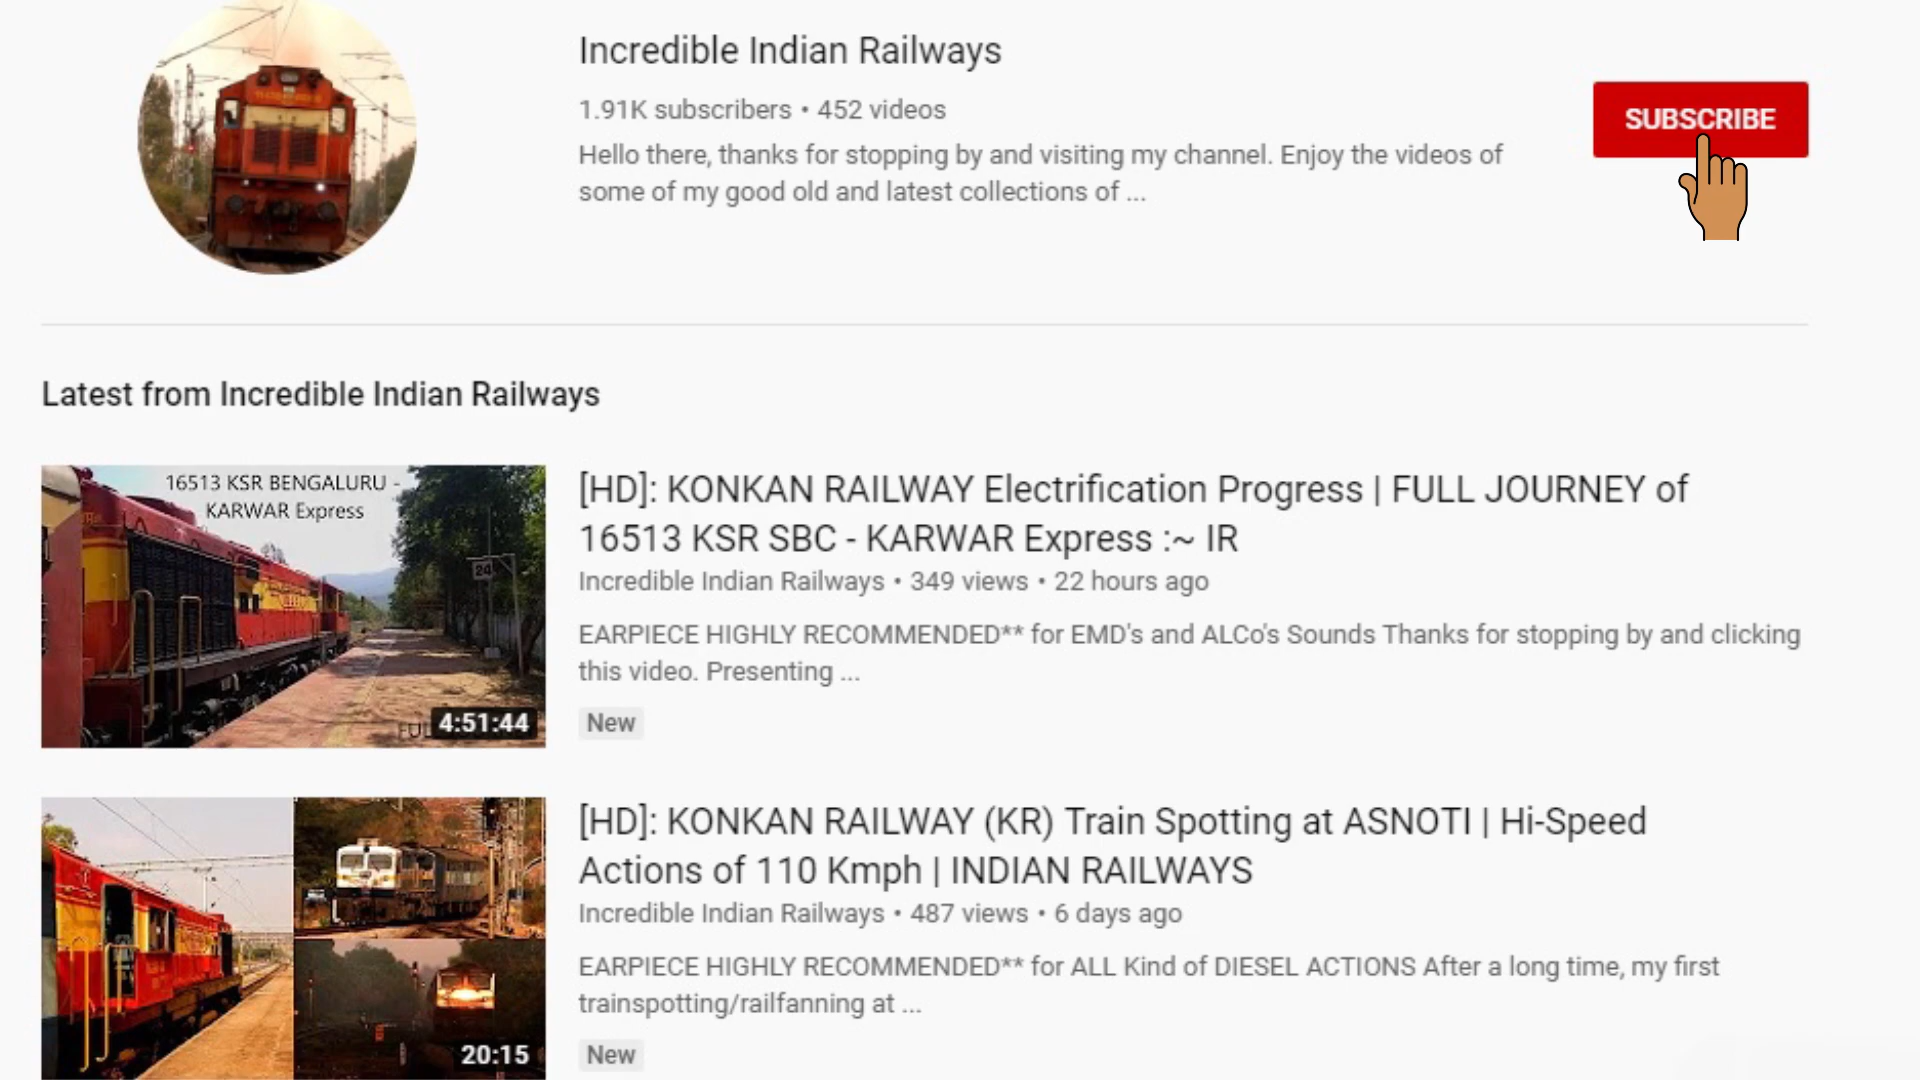 Incredible Indian Railways
1.91K subscribers • 452 videos
SUBSCRIBE
Hello there, thanks for stopping by and visiting my channel. Enjoy the videos of
some of my good old and latest collections of ...
Latest from Incredible Indian Railways
16513 KSR BENGALURU -
KARWAR Express
24
FUL
4:51:44
[HD]: KONKAN RAILWAY Electrification Progress | FULL JOURNEY of
16513 KSR SBC - KARWAR Express :~ IR
Incredible Indian Railways • 349 views • 22 hours ago
EARPIECE HIGHLY RECOMMENDED** for EMD's and ALCo's Sounds Thanks for stopping by and clicking
this video. Presenting ...
New
20:15
[HD]: KONKAN RAILWAY (KR) Train Spotting at ASNOTI | Hi-Speed
Actions of 110 Kmph | INDIAN RAILWAYS
Incredible Indian Railways • 487 views • 6 days ago
EARPIECE HIGHLY RECOMMENDED** for ALL Kind of DIESEL ACTIONS After a long time, my first
trainspotting/railfanning at ...
New